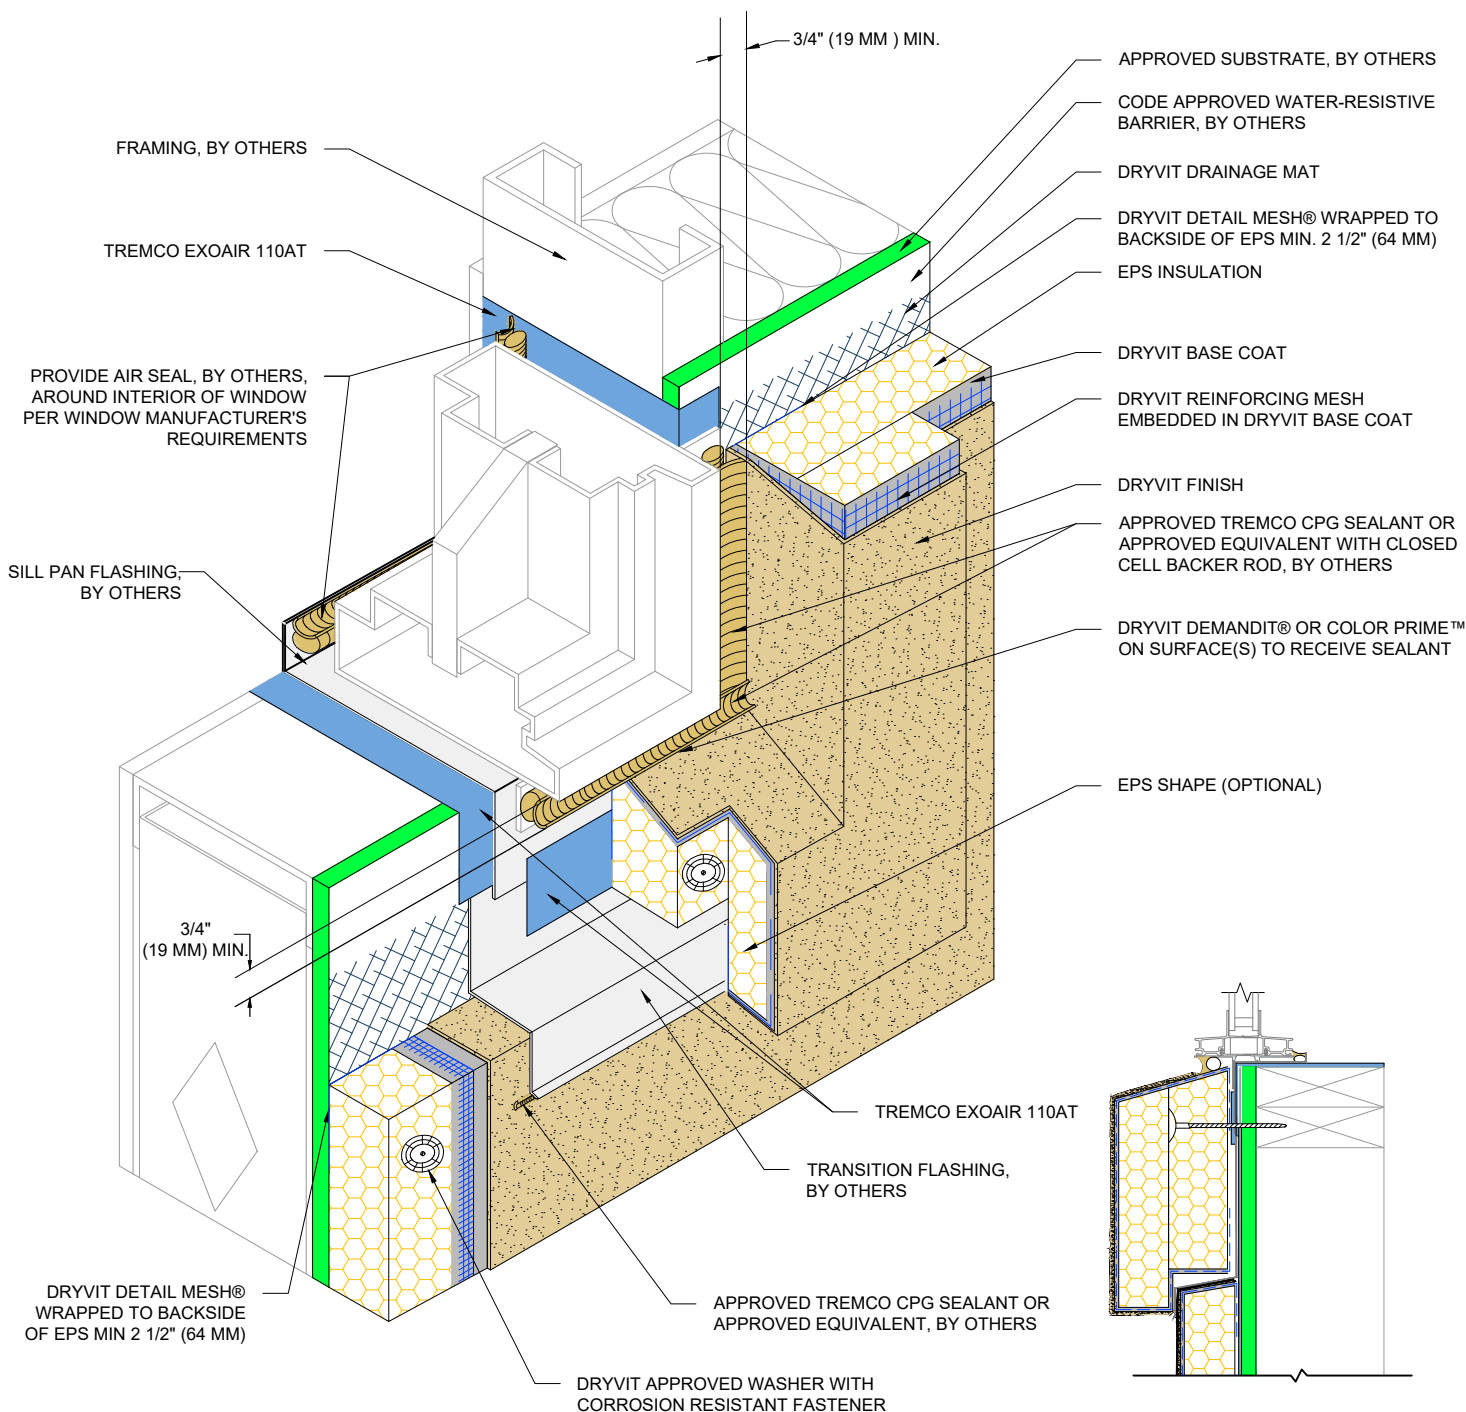 3/4" (19 MM ) MIN.
APPROVED SUBSTRATE, BY OTHERS
CODE APPROVED WATER-RESISTIVE
BARRIER, BY OTHERS
FRAMING, BY OTHERS
DRYVIT DRAINAGE MAT
DRYVIT DETAIL MESH® WRAPPED TO
BACKSIDE OF EPS MIN. 2 1/2" (64 MM)
TREMCO EXOAIR 110AT
EPS INSULATION
DRYVIT BASE COAT
PROVIDE AIR SEAL, BY OTHERS,
AROUND INTERIOR OF WINDOW
PER WINDOW MANUFACTURER'S
REQUIREMENTS
DRYVIT REINFORCING MESH
EMBEDDED IN DRYVIT BASE COAT
DRYVIT FINISH
APPROVED TREMCO CPG SEALANT OR
APPROVED EQUIVALENT WITH CLOSED
CELL BACKER ROD, BY OTHERS
SILL PAN FLASHING,
BY OTHERS
DRYVIT DEMANDIT® OR COLOR PRIME™
ON SURFACE(S) TO RECEIVE SEALANT
EPS SHAPE (OPTIONAL)
3/4"
(19 MM) MIN.
TREMCO EXOAIR 110AT
TRANSITION FLASHING,
BY OTHERS
DRYVIT DETAIL MESH®
WRAPPED TO BACKSIDE
OF EPS MIN 2 1/2" (64 MM)
APPROVED TREMCO CPG SEALANT OR
APPROVED EQUIVALENT, BY OTHERS
DRYVIT APPROVED WASHER WITH
CORROSION RESISTANT FASTENER